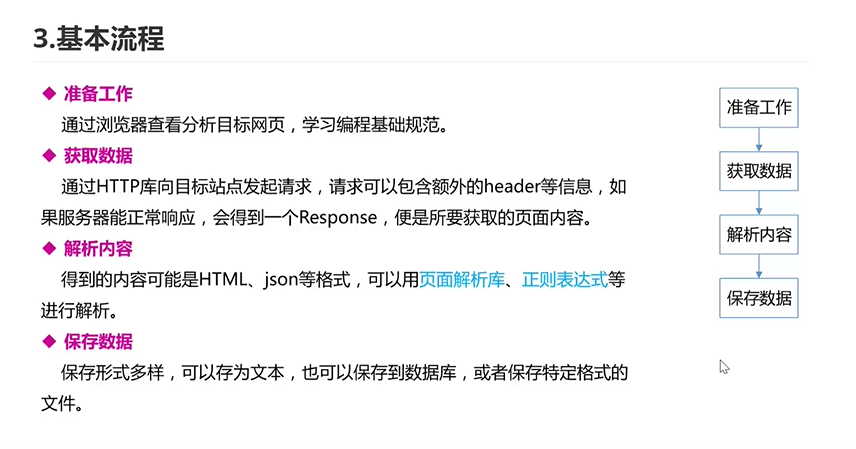 3.基本流程
◆ 准备工作
通过浏览器查看分析目标网页，学习编程基础规范。
◆ 获取数据
通过HTTP库向目标站点发起请求，请求可以包含额外的header等信息，如
果服务器能正常响应，会得到一个Response，便是所要获取的页面内容。
◆ 解析内容
得到的内容可能是HTML、json等格式，可以用页面解析库、正则表达式等
进行解析。
◆ 保存数据
保存形式多样，可以存为文本，也可以保存到数据库，或者保存特定格式的
文件。
准备工作
获取数据
解析内容
保存数据